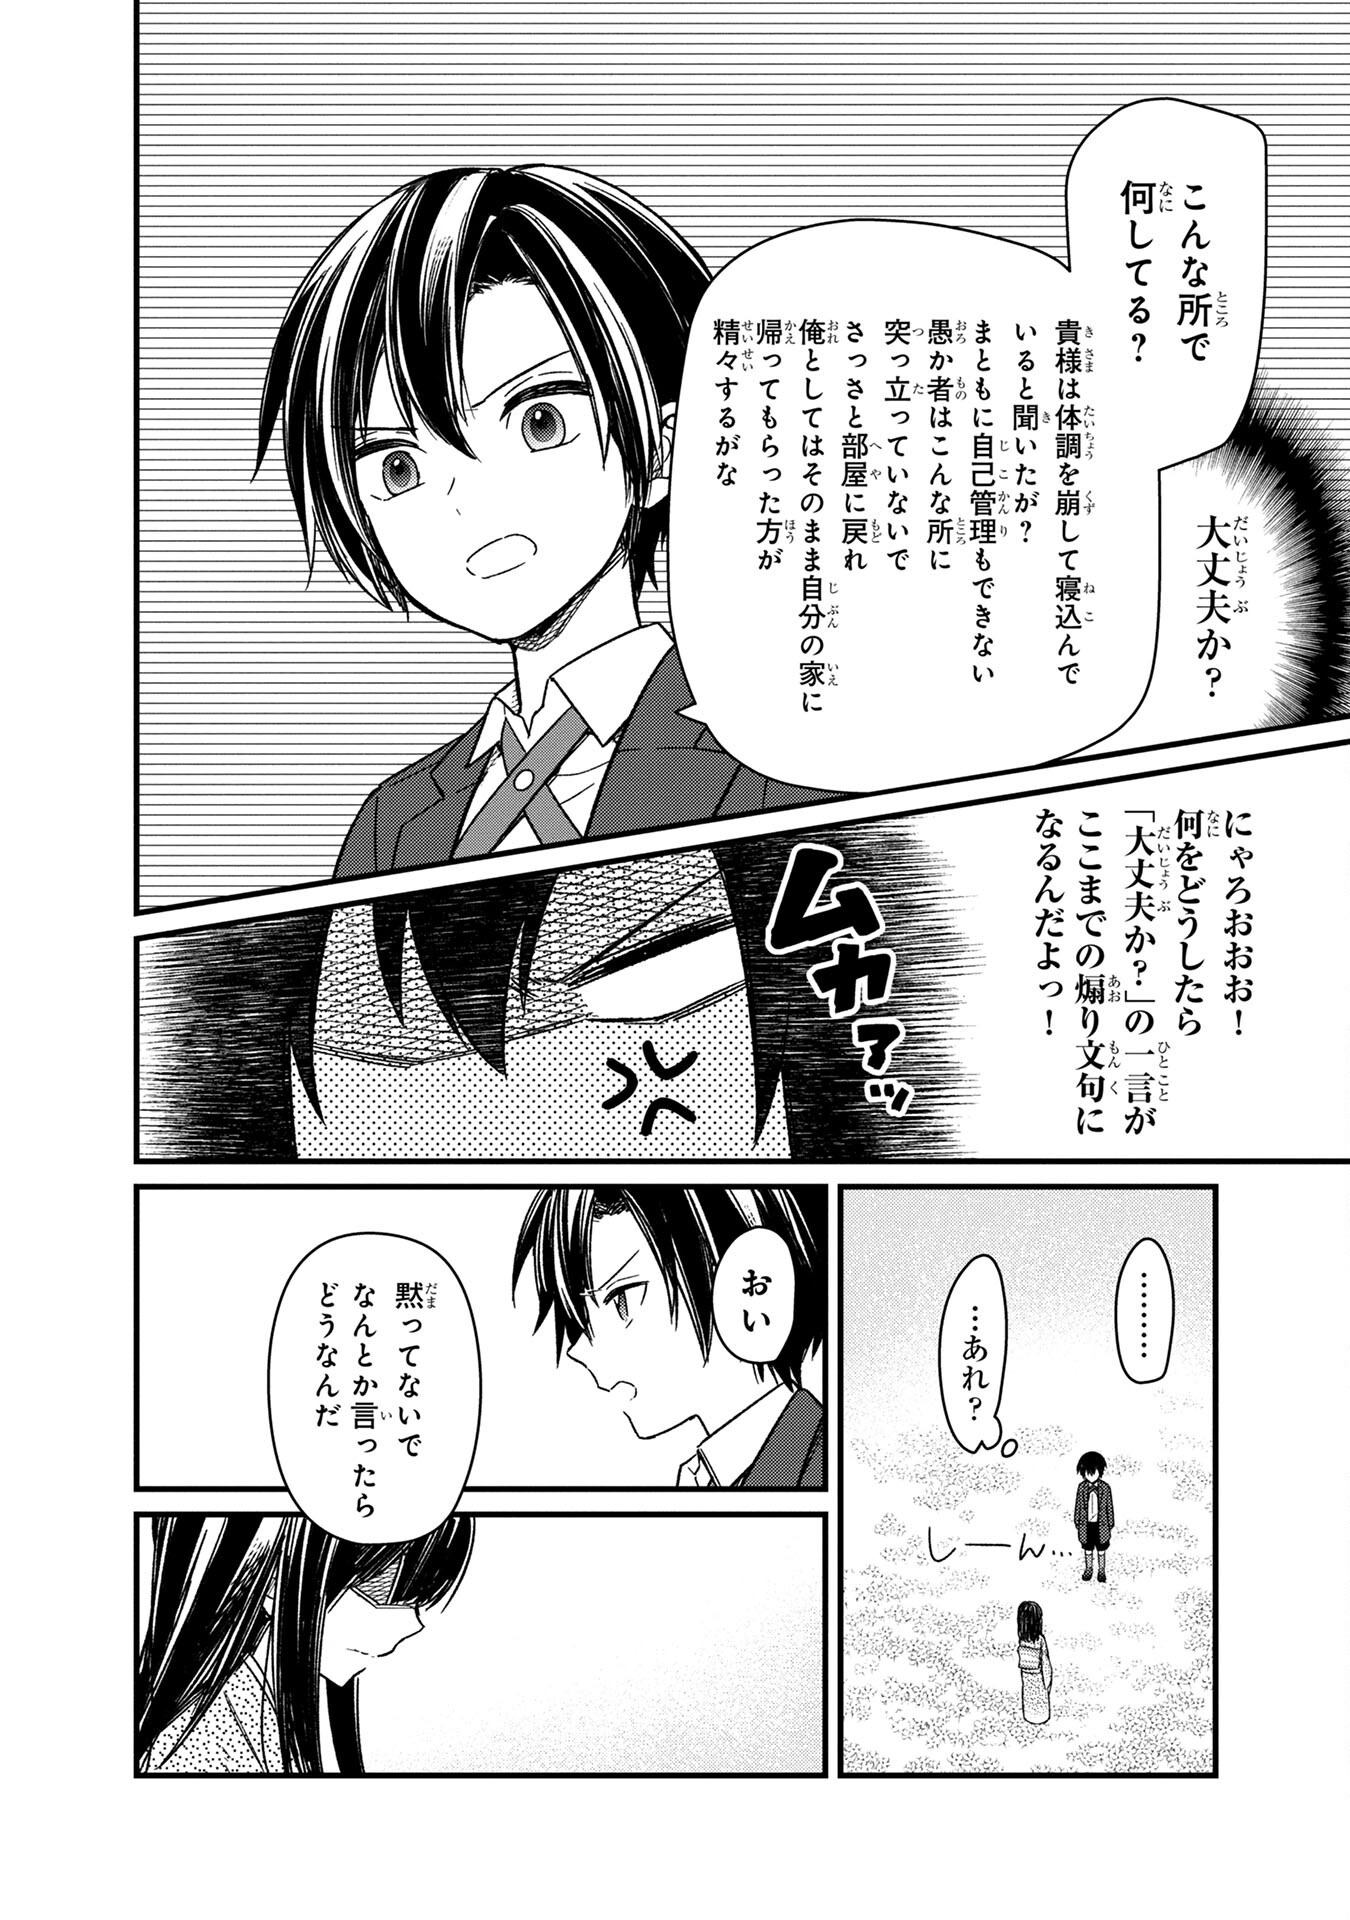 こんな所で
何してる？
大丈夫か？
貴様は体調を崩して寝込んで
いると聞いたが？
まともに自己管理もできない
愚か者はこんな所に
突っ立っていないで
さっさと部屋に戻れ
俺としてはそのまま自分の家に
帰ってもらった方が
精々するがな
にゃろおおお！
何をどうしたら
「大丈夫か？」の一言が
ここまでの煽り文句に
なるんだよっ！
ムカァッ
………
…あれ？
しーん…
おい
黙ってないで
なんとか言ったら
どうなんだ